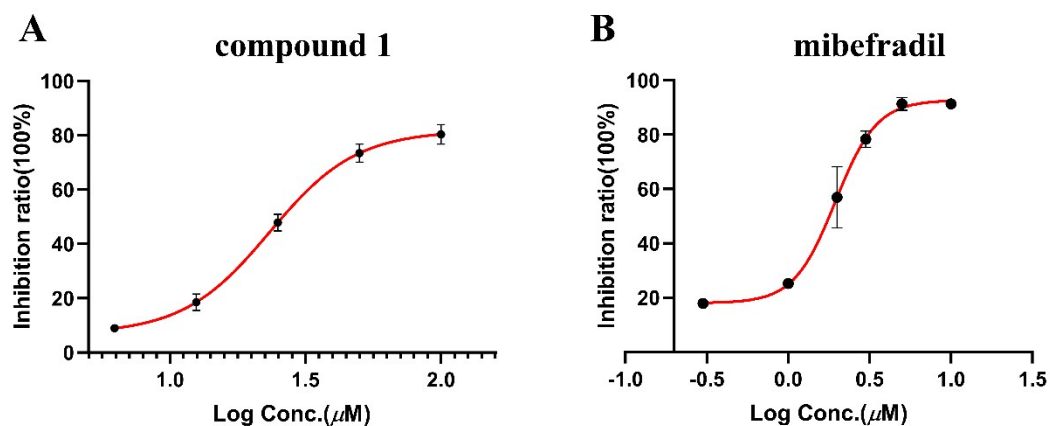 A
compound 1
Inhibition ratio(100%)
100
80
60
40
20
0
1.0 1.5 2.0
Log Conc.(μM)
B
mibefradil
Inhibition ratio(100%)
100
80
60
40
20
-1.0 -0.5 0.0 0.5 1.0 1.5
Log Conc.(μM)